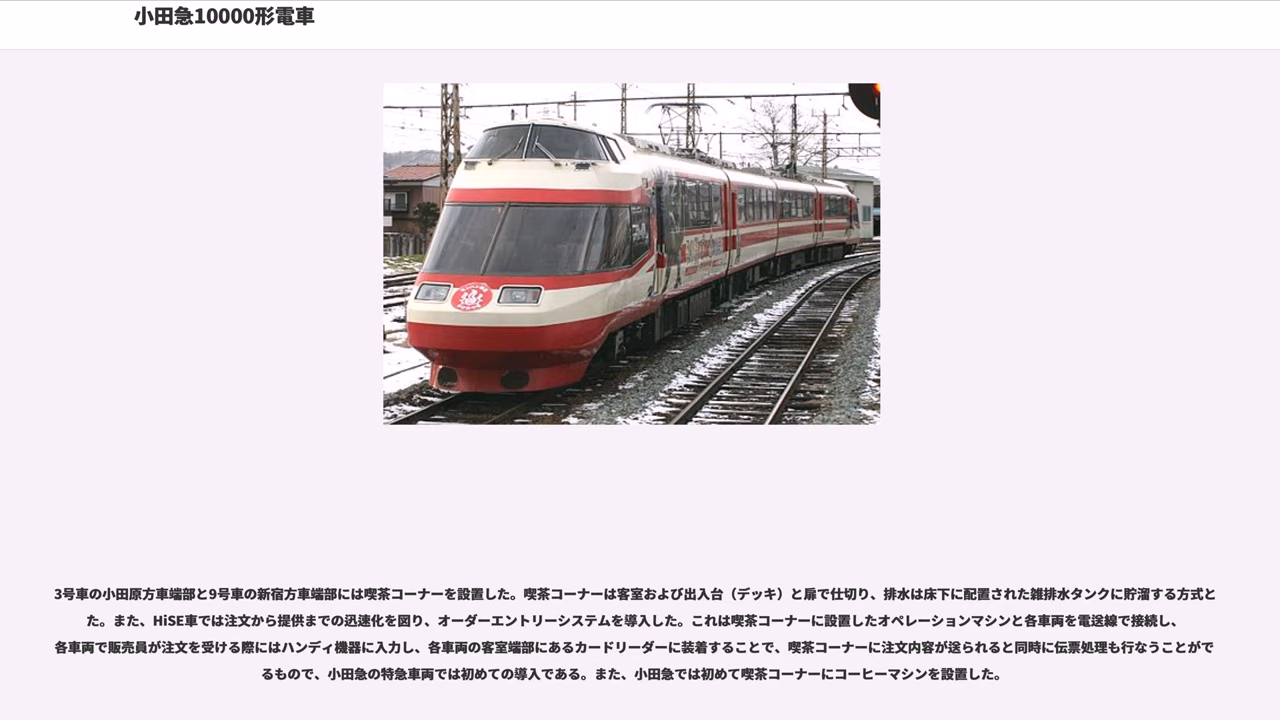 小田急10000形電車
3号車の小田原方車端部と9号車の新宿方車端部には喫茶コーナーを設置した。喫茶コーナーは客室および出入台（デッキ）と扉で仕切り、排水は床下に配置された雑排水タンクに貯溜する方式と
た。また、HiSE車では注文から提供までの迅速化を図り、オーダーエントリーシステムを導入した。これは喫茶コーナーに設置したオペレーションマシンと各車両を電送線で接続し、
各車両で販売員が注文を受ける際にはハンディ機器に入力し、各車両の客室端部にあるカードリーダーに装着することで、喫茶コーナーに注文内容が送られると同時に伝票処理も行なうことがで
るもので、小田急の特急車両では初めての導入である。また、小田急では初めて喫茶コーナーにコーヒーマシンを設置した。